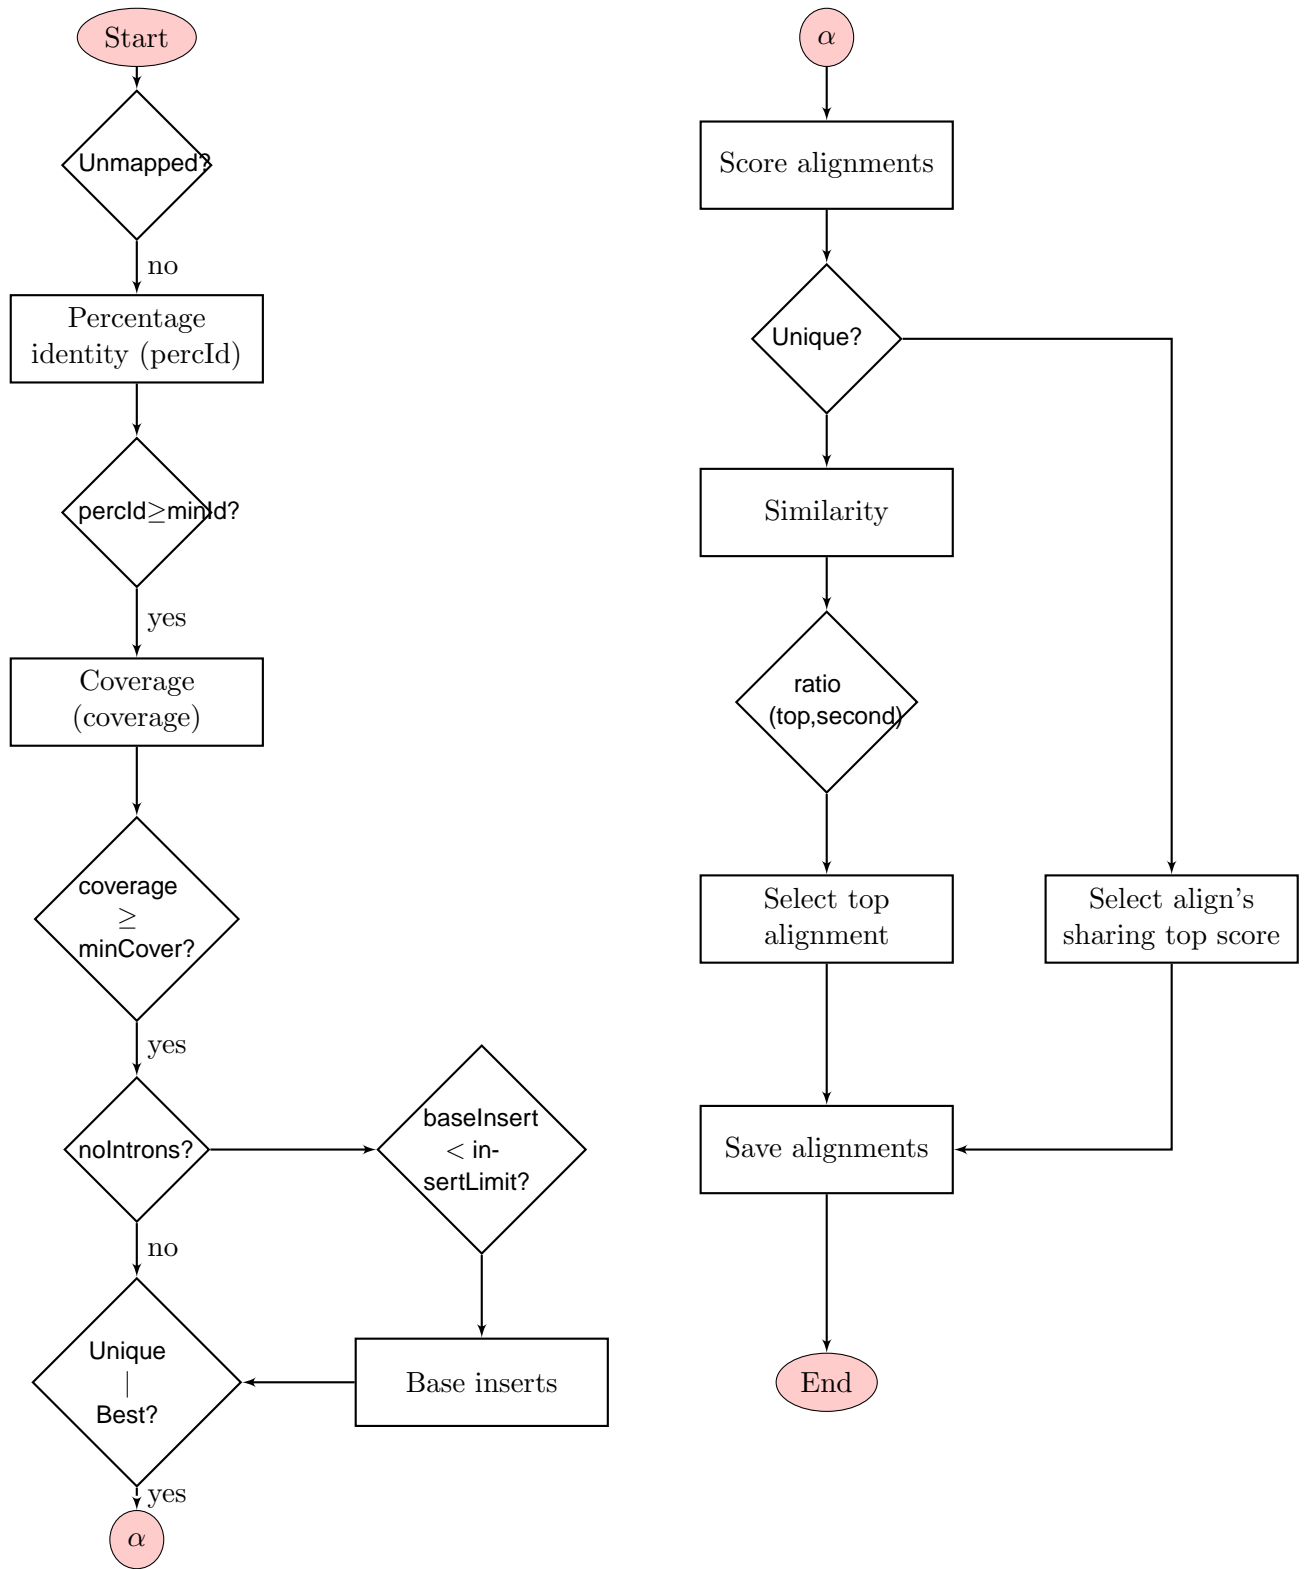 Start
Unmapped?
no
Percentage
identity (percId)
percId≥minId?
yes
Coverage
(coverage)
coverage
≥
minCover?
yes
noIntrons?
baseInsert
< in-
sertLimit?
no
Unique
|
Best?
Base inserts
yes
α
α
Score alignments
Unique?
Similarity
ratio
(top,second)
Select top
alignment
Select align's
sharing top score
Save alignments
End